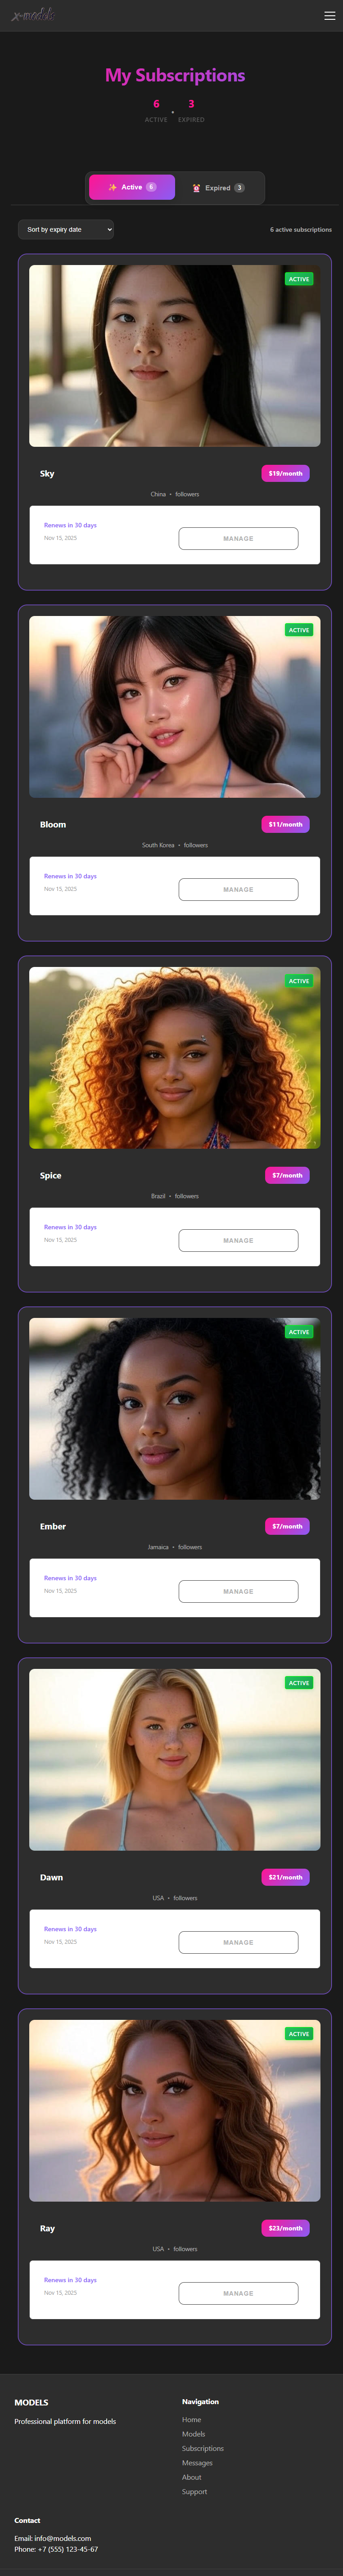 x-models
My Subscriptions
6
ACTIVE
•
3
EXPIRED
✨ Active 6
⏰ Expired 3
Sort by expiry date
6 active subscriptions
ACTIVE
Sky
$19/month
China • followers
Renews in 30 days
Nov 15, 2025
MANAGE
ACTIVE
Bloom
$11/month
South Korea • followers
Renews in 30 days
Nov 15, 2025
MANAGE
ACTIVE
Spice
$7/month
Brazil • followers
Renews in 30 days
Nov 15, 2025
MANAGE
ACTIVE
Ember
$7/month
Jamaica • followers
Renews in 30 days
Nov 15, 2025
MANAGE
ACTIVE
Dawn
$21/month
USA • followers
Renews in 30 days
Nov 15, 2025
MANAGE
ACTIVE
Ray
$23/month
USA • followers
Renews in 30 days
Nov 15, 2025
MANAGE
MODELS
Professional platform for models
Navigation
Home
Models
Subscriptions
Messages
About
Support
Contact
Email: info@models.com
Phone: +7 (555) 123-45-67